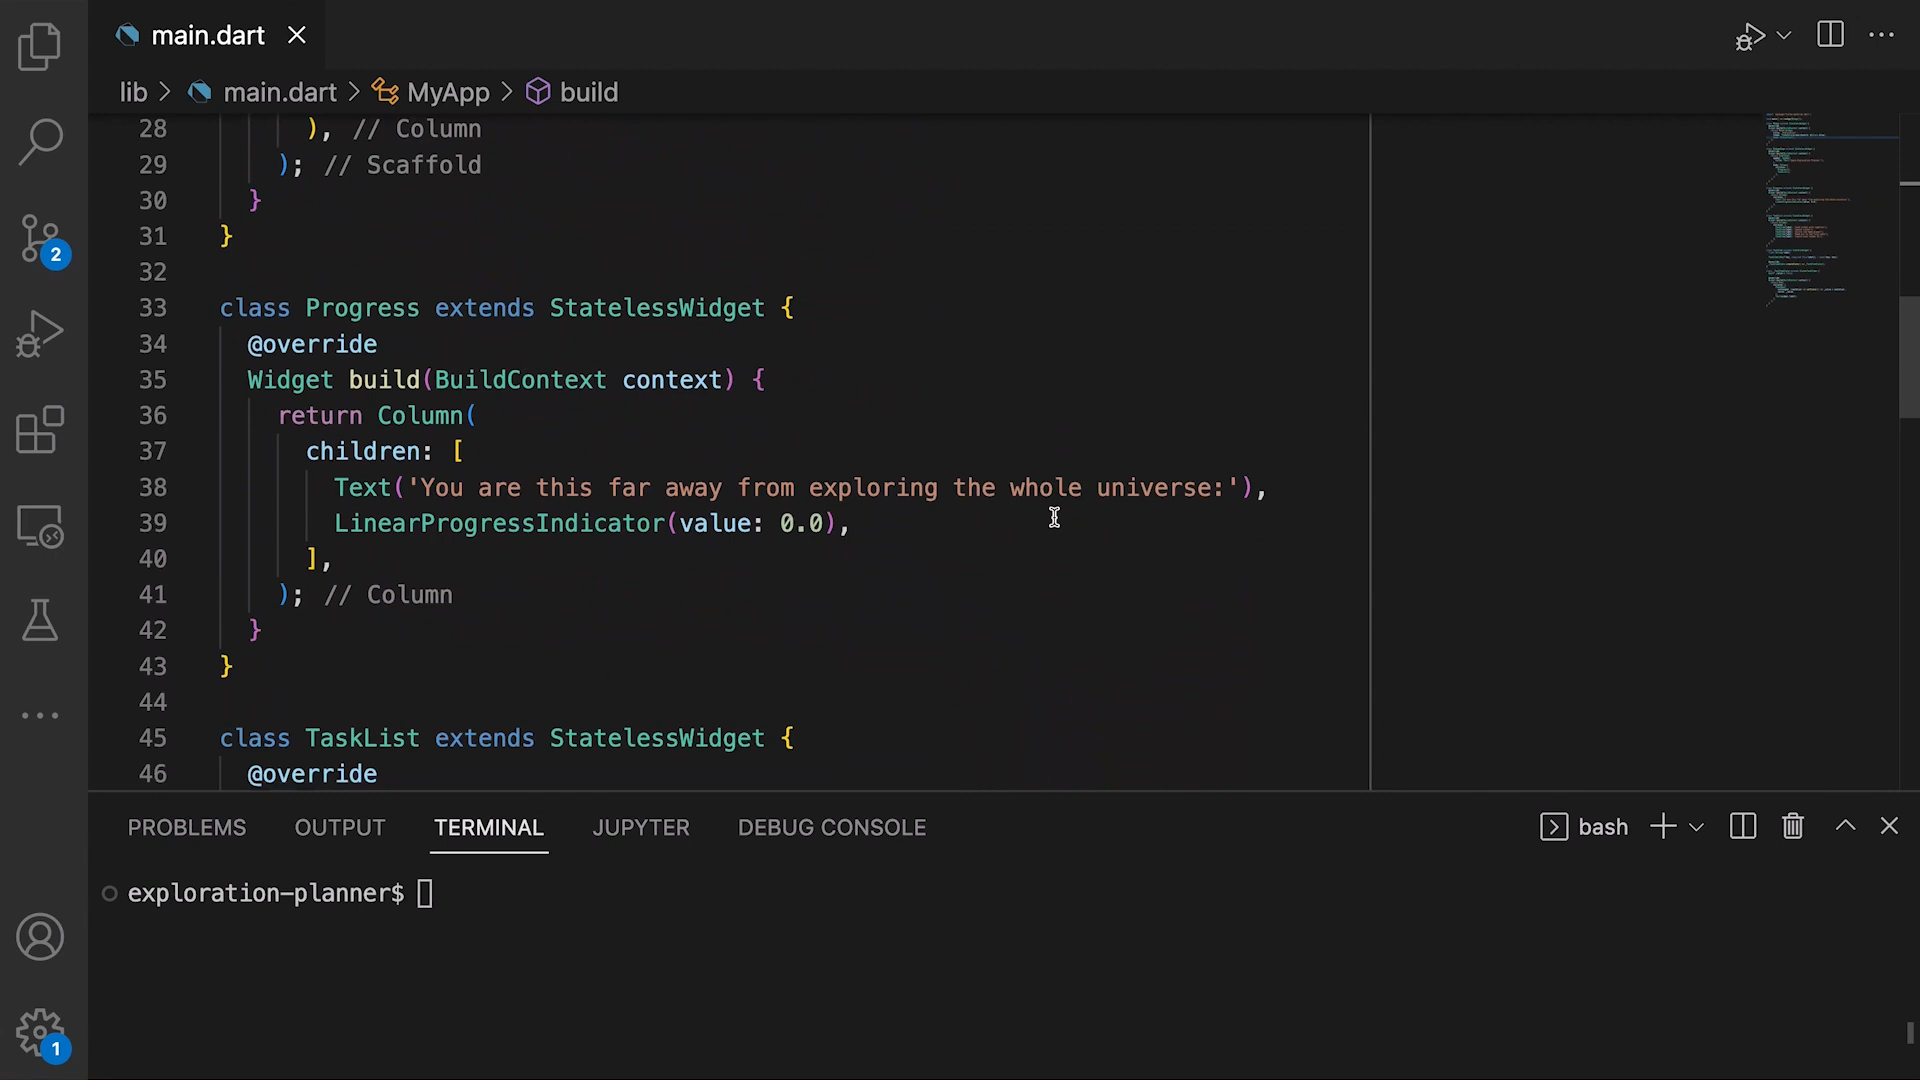 main.dart
lib > main.dart > MyApp > build
28 ), // Column
29 ); // Scaffold
30 }
31 }
32
33 class Progress extends StatelessWidget {
34 @override
35 Widget build(BuildContext context) {
36 return Column(
37 children: [
38 Text('You are this far away from exploring the whole universe:'),
39 LinearProgressIndicator(value: 0.0),
40 ],
41 ); // Column
42 }
43 }
44
45 class TaskList extends StatelessWidget {
46 @override
2
1
PROBLEMS OUTPUT TERMINAL JUPYTER DEBUG CONSOLE bash
exploration-planner$